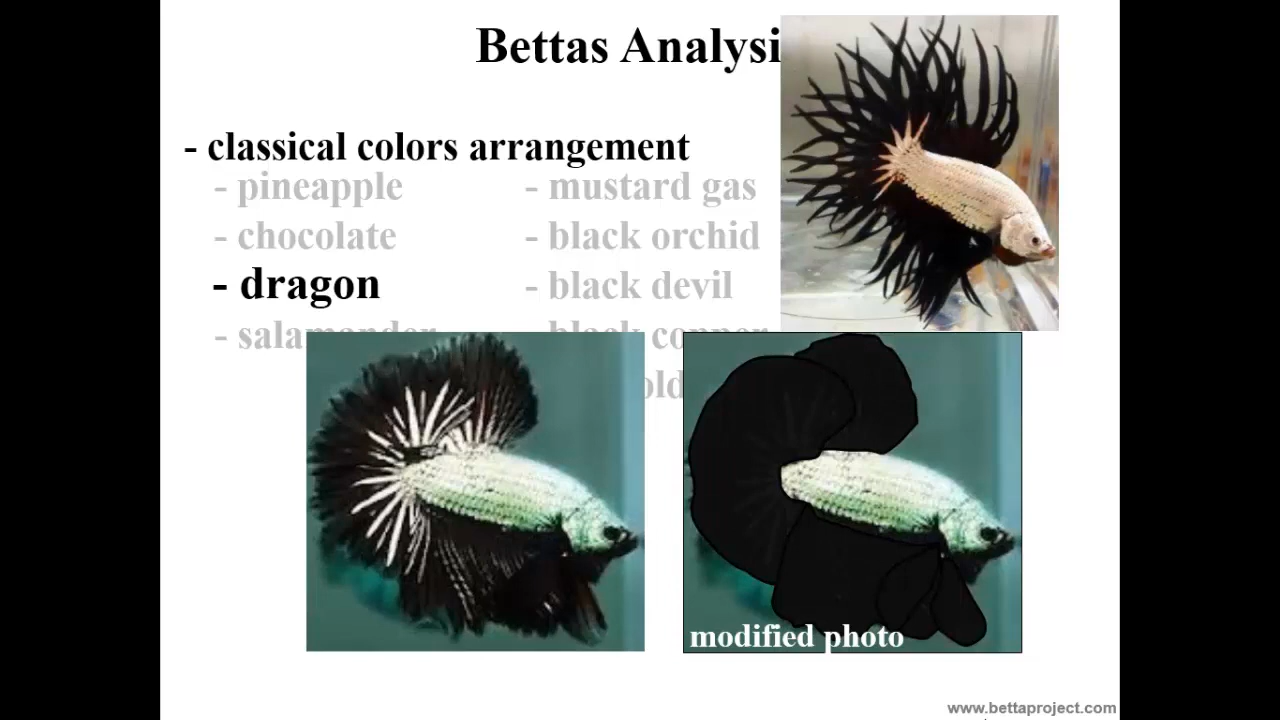 Bettas Analysi
- classical colors arrangement
- pineapple
- chocolate
- dragon
- mustard gas
- black orchid
- black devil
modified photo
www.bettaproject.com